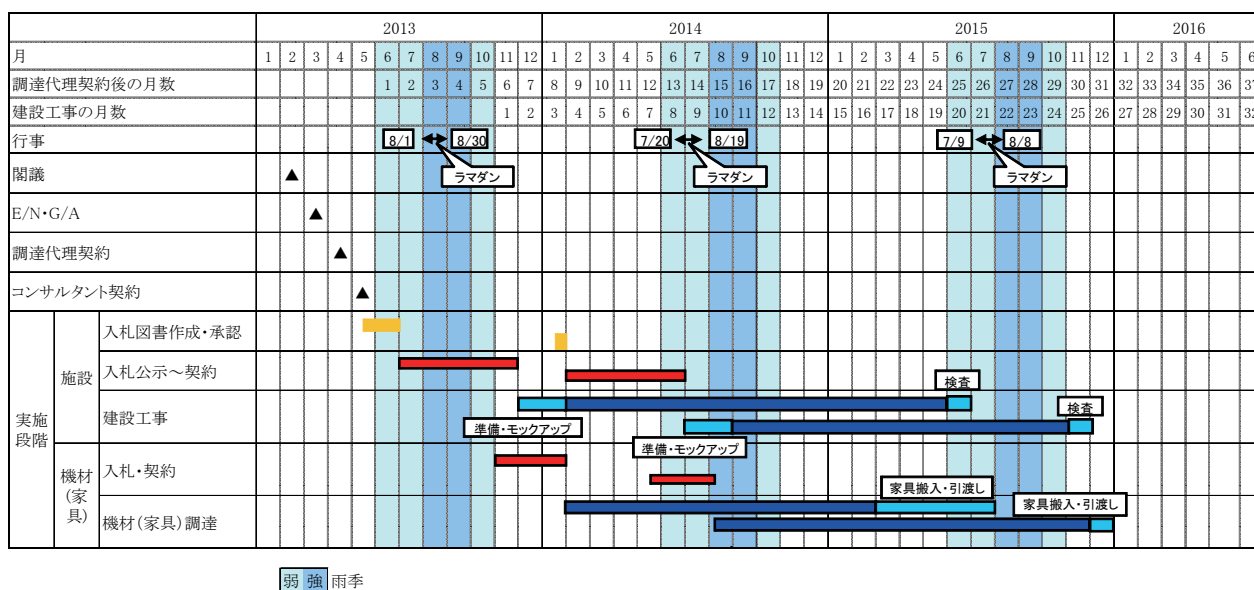 2013 2014 2015 2016
月 1 2 3 4 5 6 7 8 9 10 11 12 1 2 3 4 5 6 7 8 9 10 11 12 1 2 3 4 5 6 7 8 9 10 11 12 1 2 3 4 5 6
調達代理契約後の月数 1 2 3 4 5 6 7 8 9 10 11 12 13 14 15 16 17 18 19 20 21 22 23 24 25 26 27 28 29 30 31 32 33 34 35 36 37
建設工事の月数 1 2 3 4 5 6 7 8 9 10 11 12 13 14 15 16 17 18 19 20 21 22 23 24 25 26 27 28 29 30 31 32
行事 8/1 8/30 7/20 8/19 7/9 8/8
ラマダン ラマダン ラマダン
閣議
E/N・G/A
調達代理契約
コンサルタント契約
実施段階
施設
入札図書作成・承認
入札公示～契約
検査
建設工事
検査
準備・モックアップ
準備・モックアップ
機材(家具)
入札・契約
家具搬入・引渡し
家具搬入・引渡し
機材(家具)調達
弱 強 雨季